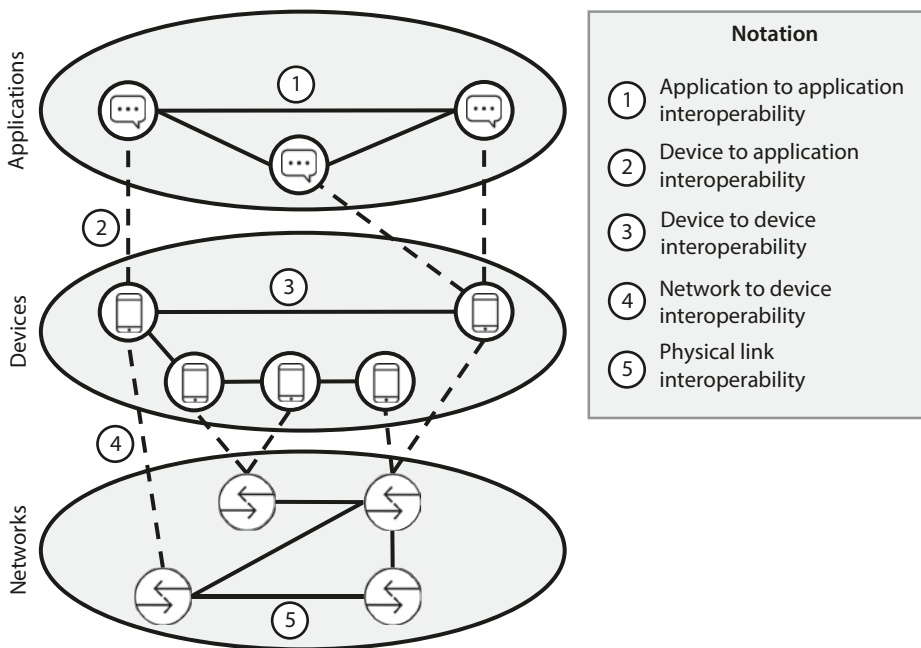 Applications
1
2
Devices
3
4
Networks
5
Notation
1 Application to application
interoperability
2 Device to application
interoperability
3 Device to device
interoperability
4 Network to device
interoperability
5 Physical link
interoperability